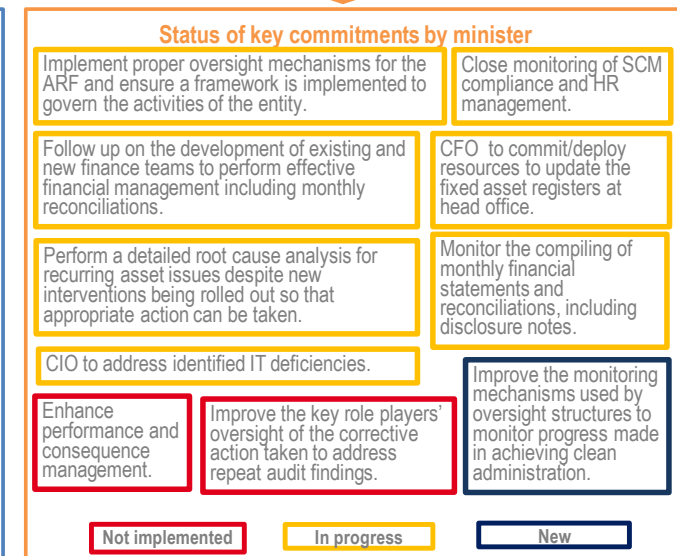 Status of key commitments by minister
Implement proper oversight mechanisms for the
ARF and ensure a framework is implemented to
govern the activities of the entity.
Close monitoring of SCM
compliance and HR
management.
Follow up on the development of existing and
new finance teams to perform effective
financial management including monthly
reconciliations.
CFO to commit/deploy
resources to update the
fixed asset registers at
head office.
Perform a detailed root cause analysis for
recurring asset issues despite new
interventions being rolled out so that
appropriate action can be taken.
Monitor the compiling of
monthly financial
statements and
reconciliations, including
disclosure notes.
CIO to address identified IT deficiencies.
Enhance
performance and
consequence
management.
Improve the key role players'
oversight of the corrective
action taken to address
repeat audit findings.
Improve the monitoring
mechanisms used by
oversight structures to
monitor progress made
in achieving clean
administration.
Not implemented
In progress
New